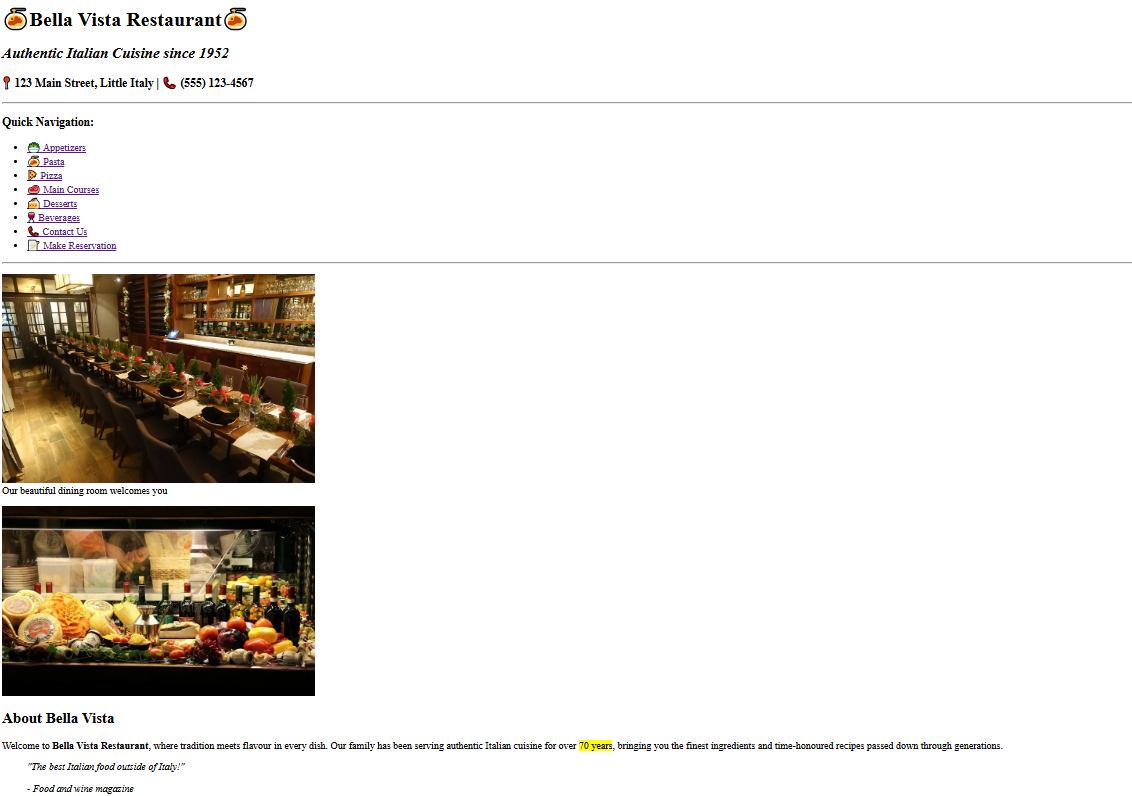 Bella Vista Restaurant
Authentic Italian Cuisine since 1952
123 Main Street, Little Italy | (555) 123-4567
Quick Navigation:
Appetizers
Pasta
Pizza
Main Courses
Desserts
Beverages
Contact Us
Make Reservation
Our beautiful dining room welcomes you
About Bella Vista
Welcome to Bella Vista Restaurant, where tradition meets flavour in every dish. Our family has been serving authentic Italian cuisine for over 70 years, bringing you the finest ingredients and time-honoured recipes passed down through generations.
"The best Italian food outside of Italy!"
- Food and wine magazine